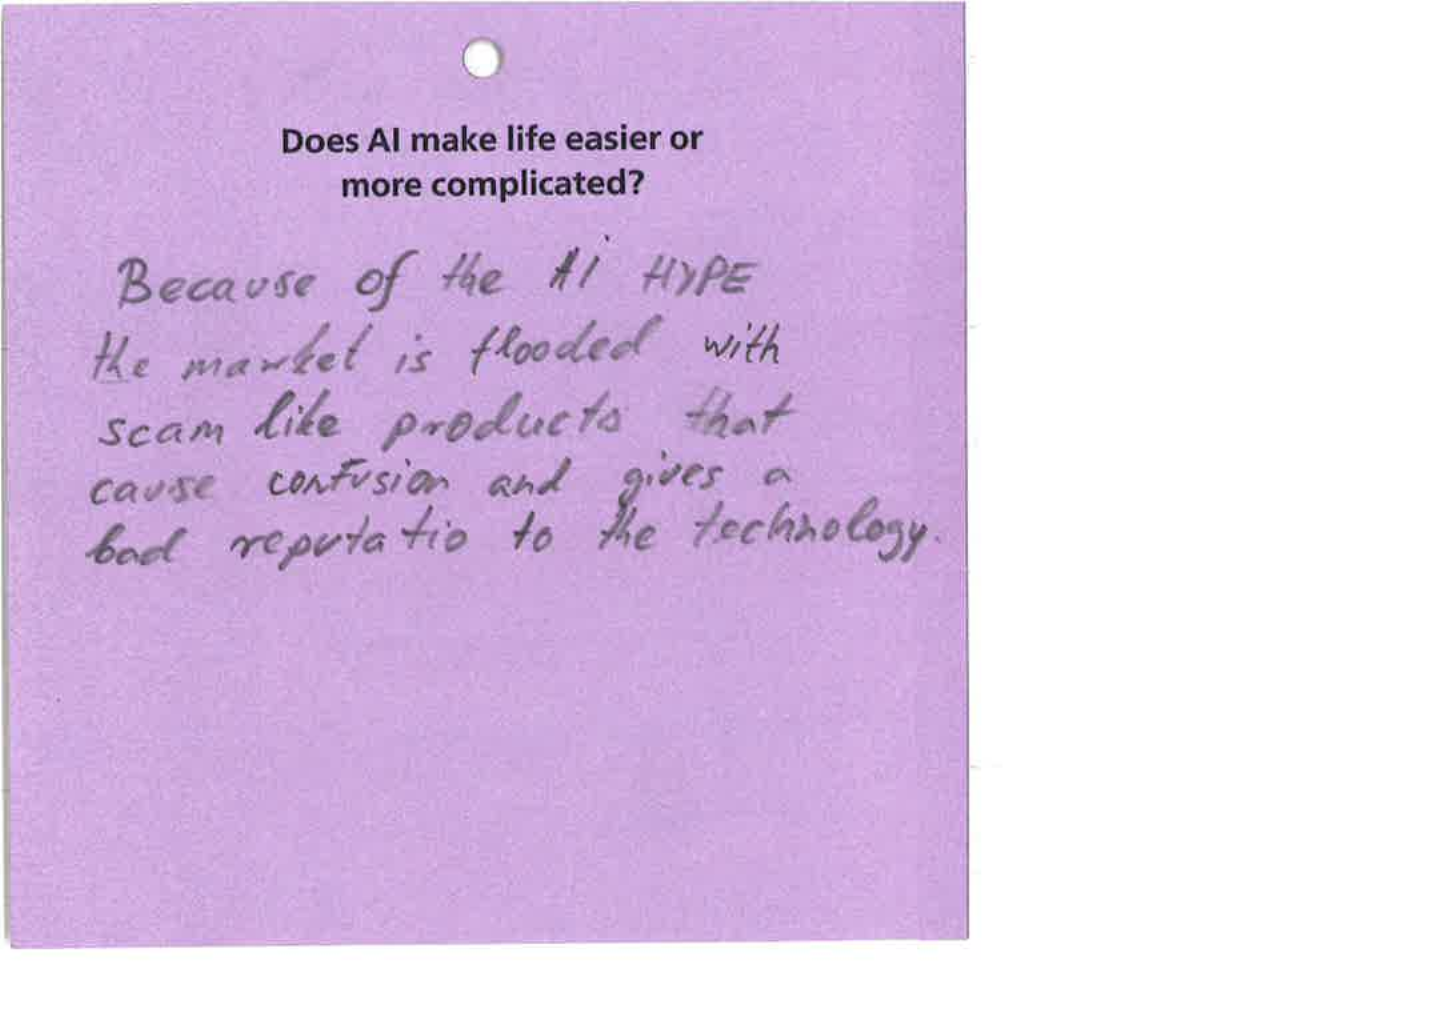 Does AI make life easier or
more complicated?
Because of the Ai HYPE
the market is flooded with
scam like products that
cause confusion and gives a
bad reputatio to the technology.